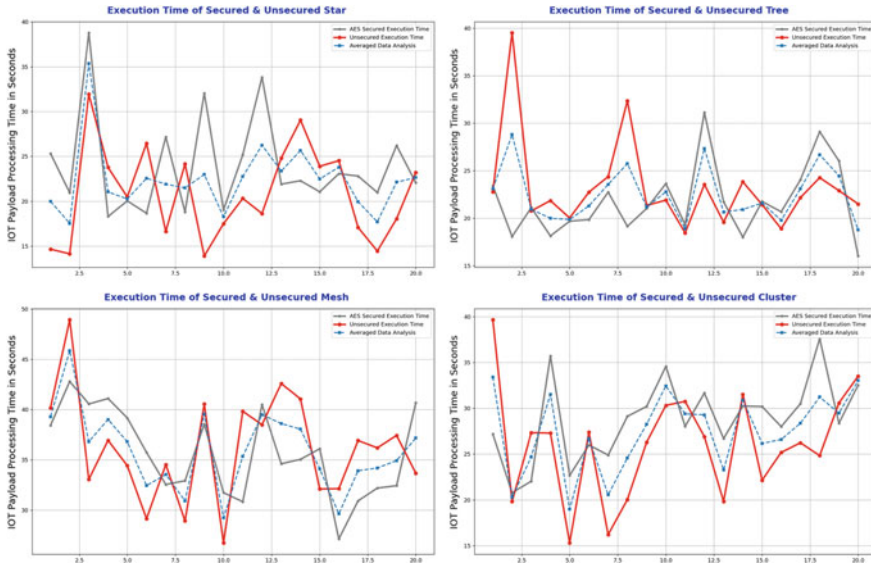 Execution Time of Secured & Unsecured Star
AES Secured Execution Time
Unsecured Execution Time
Averaged Data Analysis
IOT Payload Processing Time in Seconds
40
35
30
25
20
15
2.5 5.0 7.5 10.0 12.5 15.0 17.5 20.0
Execution Time of Secured & Unsecured Tree
AES Secured Execution Time
Unsecured Execution Time
Averaged Data Analysis
IOT Payload Processing Time in Seconds
40
35
30
25
20
15
2.5 5.0 7.5 10.0 12.5 15.0 17.5 20.0
Execution Time of Secured & Unsecured Mesh
AES Secured Execution Time
Unsecured Execution Time
Averaged Data Analysis
IOT Payload Processing Time in Seconds
50
45
40
35
30
2.5 5.0 7.5 10.0 12.5 15.0 17.5 20.0
Execution Time of Secured & Unsecured Cluster
AES Secured Execution Time
Unsecured Execution Time
Averaged Data Analysis
IOT Payload Processing Time in Seconds
40
35
30
25
20
15
2.5 5.0 7.5 10.0 12.5 15.0 17.5 20.0